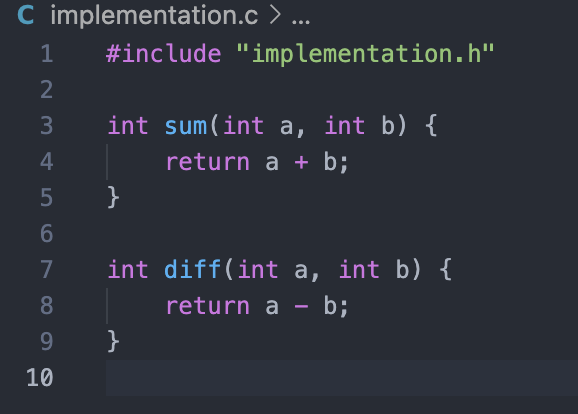 C implementation.c > ...
1 #include "implementation.h"
2
3 int sum(int a, int b) {
4     return a + b;
5 }
6
7 int diff(int a, int b) {
8     return a - b;
9 }
10